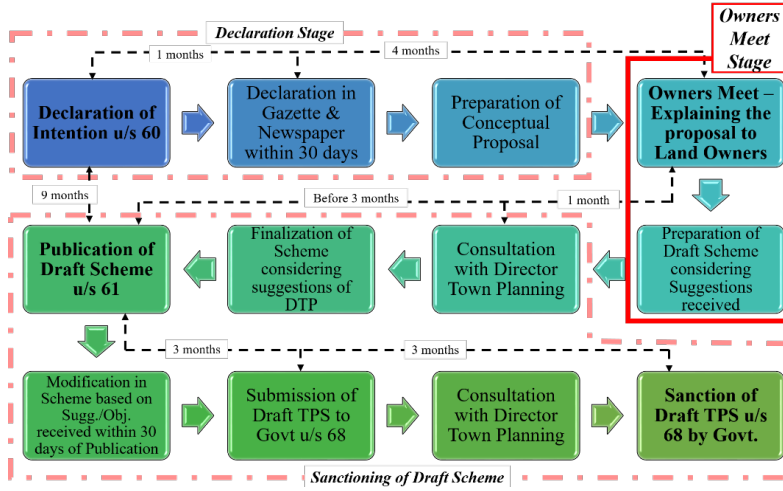 Declaration Stage
Owners
Meet
Stage
1 months
4 months
Declaration of
Intention u/s 60
Declaration in
Gazette &
Newspaper
within 30 days
Preparation of
Conceptual
Proposal
Owners Meet –
Explaining the
proposal to
Land Owners
9 months
Before 3 months
1 month
Publication of
Draft Scheme
u/s 61
Finalization of
Scheme
considering
suggestions of
DTP
Consultation
with Director
Town Planning
Preparation of
Draft Scheme
considering
Suggestions
received
3 months
3 months
Modification in
Scheme based on
Sugg./Obj.
received within 30
days of Publication
Submission of
Draft TPS to
Govt u/s 68
Consultation
with Director
Town Planning
Sanction of
Draft TPS u/s
68 by Govt.
Sanctioning of Draft Scheme